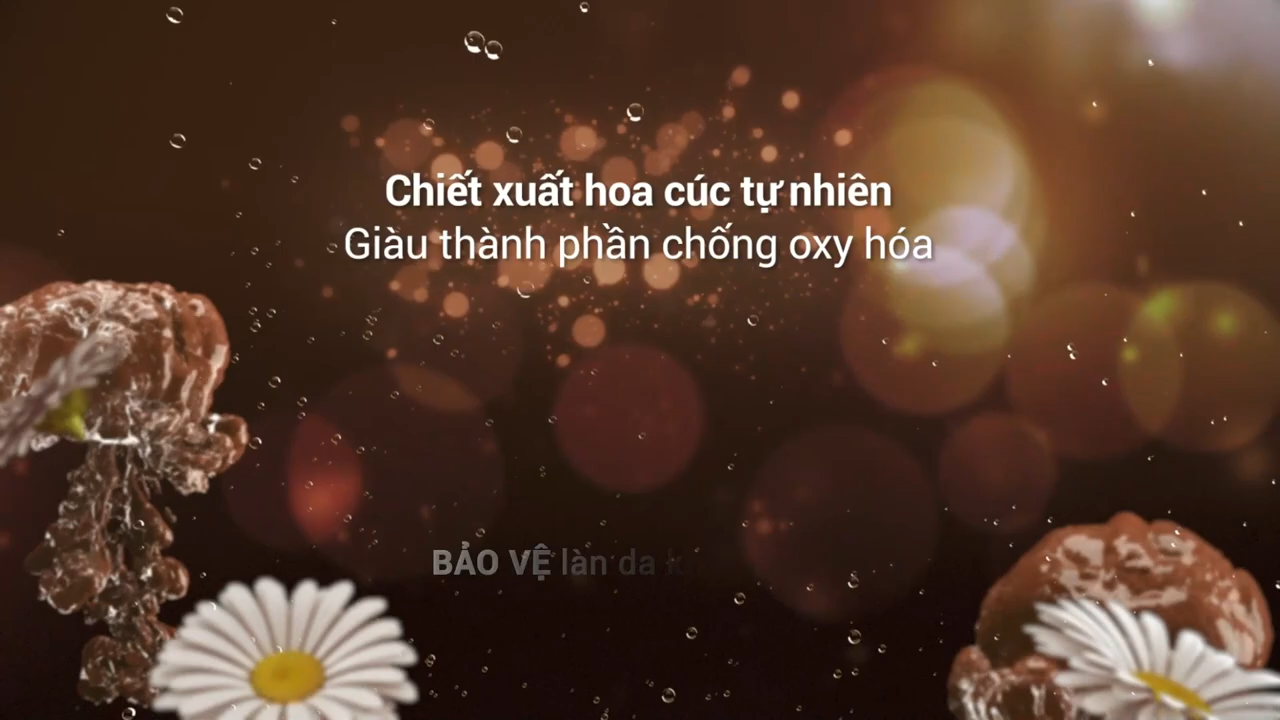 Chiết xuất hoa cúc tự nhiên
Giàu thành phần chống oxy hóa
BẢO VỆ làn da